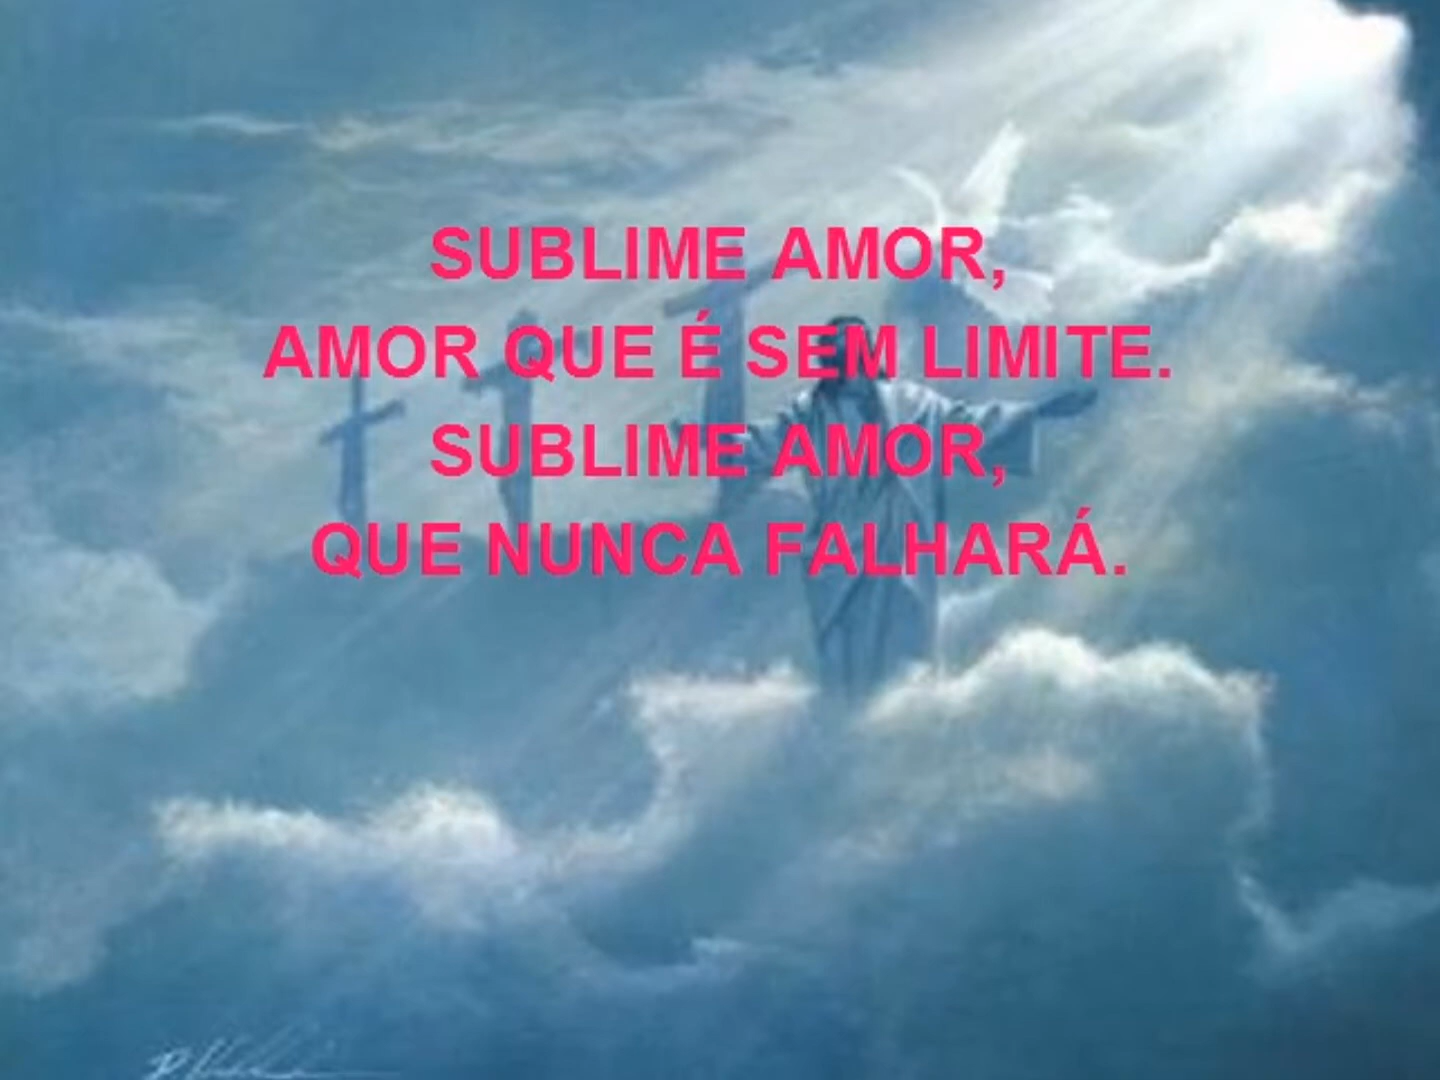 SUBLIME AMOR,
AMOR QUE É SEM LIMITE.
SUBLIME AMOR,
QUE NUNCA FALHARÁ.